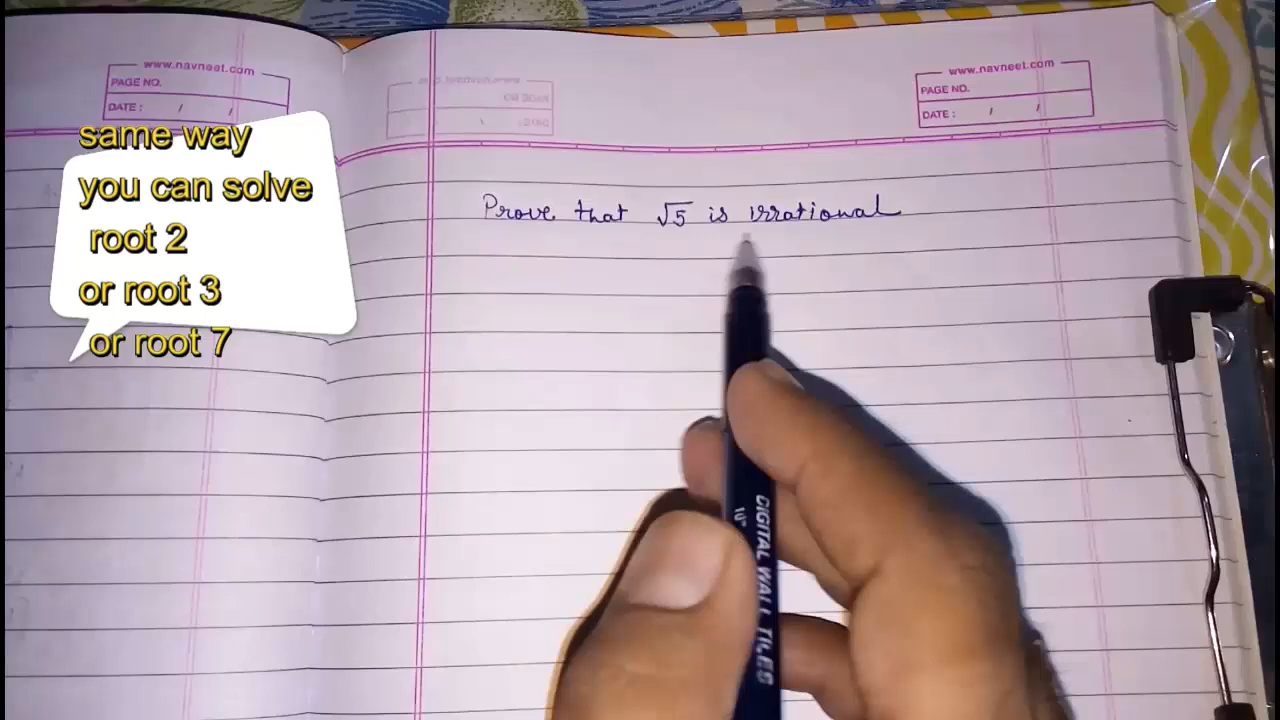 www.navneet.com
PAGE NO.
DATE : / /
www.navneet.com
PAGE NO.
DATE : / /
same way
you can solve
root 2
or root 3
or root 7
Prove that √5 is irrational
DIGITAL WALL TILES